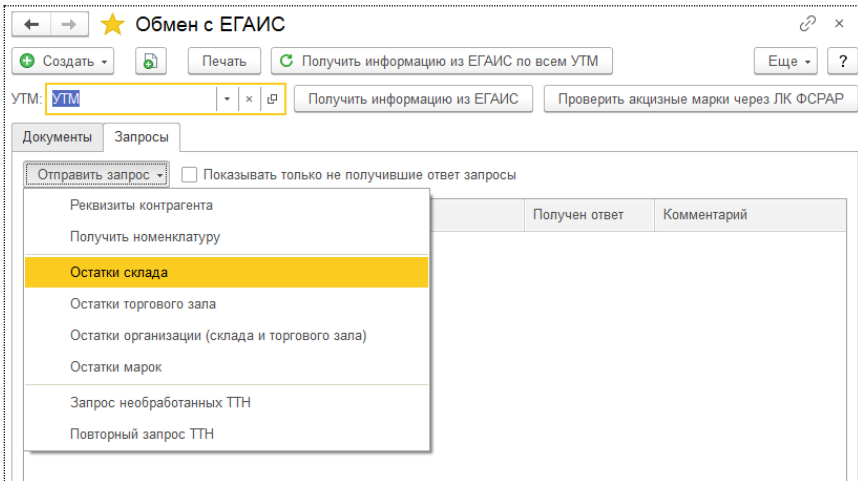 Обмен с ЕГАИС
Создать Печать Получить информацию из ЕГАИС по всем УТМ Еще ?
УТМ: УТМ Получить информацию из ЕГАИС Проверить акцизные марки через ЛК ФСРАР
Документы Запросы
Отправить запрос Показывать только не получившие ответ запросы
Реквизиты контрагента
Получен ответ Комментарий
Получить номенклатуру
Остатки склада
Остатки торгового зала
Остатки организации (склада и торгового зала)
Остатки марок
Запрос необработанных ТТН
Повторный запрос ТТН